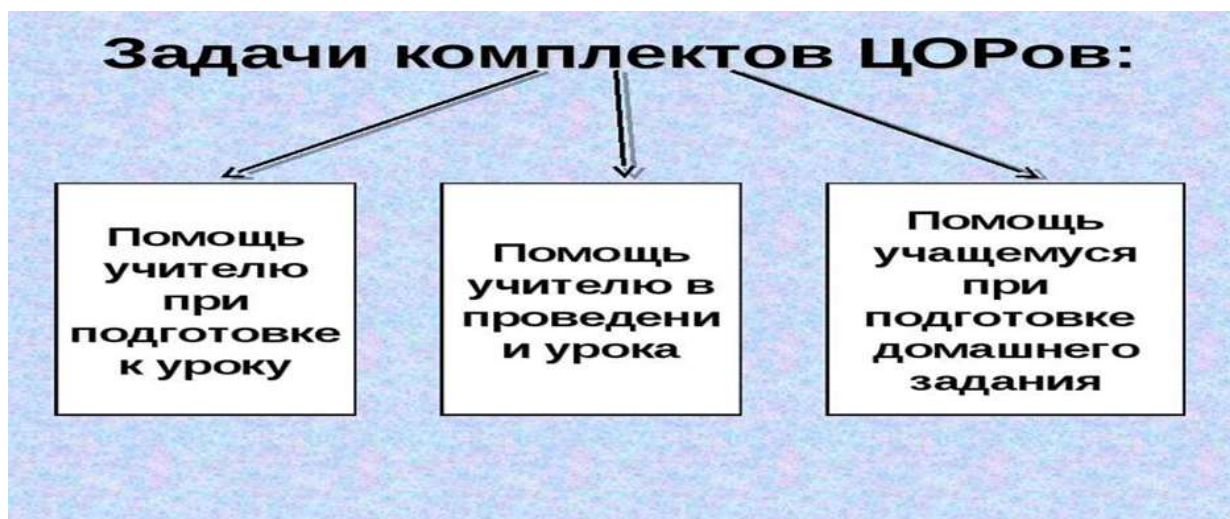 Задачи комплектов ЦОРов:
Помощь
учителю
при
подготовке
к уроку
Помощь
учителю в
проведени
и урока
Помощь
учащемуся
при
подготовке
домашнего
задания